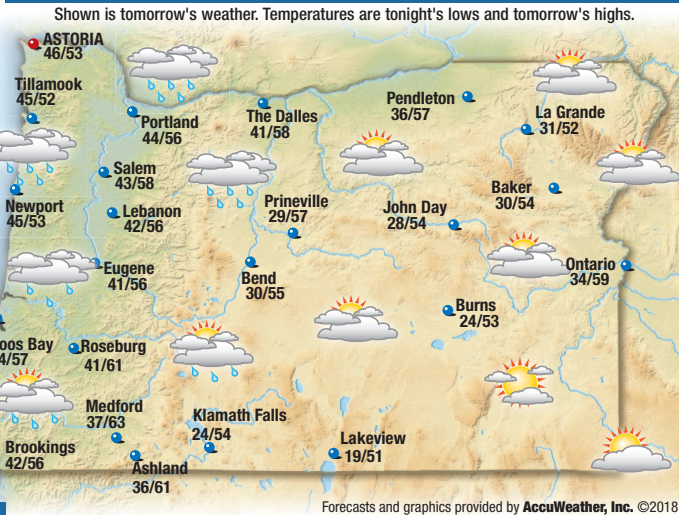 Shown is tomorrow's weather. Temperatures are tonight's lows and tomorrow's highs.
ASTORIA
46/53
Tillamook
45/52
Portland
44/56
The Dalles
41/58
Pendleton
36/57
La Grande
31/52
Salem
43/58
Newport
45/53
Lebanon
42/56
Prineville
29/57
John Day
28/54
Baker
30/54
Eugene
41/56
Bend
30/55
Ontario
34/59
Burns
24/53
oos Bay
4/57
Roseburg
41/61
Medford
37/63
Klamath Falls
24/54
Brookings
42/56
Ashland
36/61
Lakeview
19/51
Forecasts and graphics provided by AccuWeather, Inc. ©2018